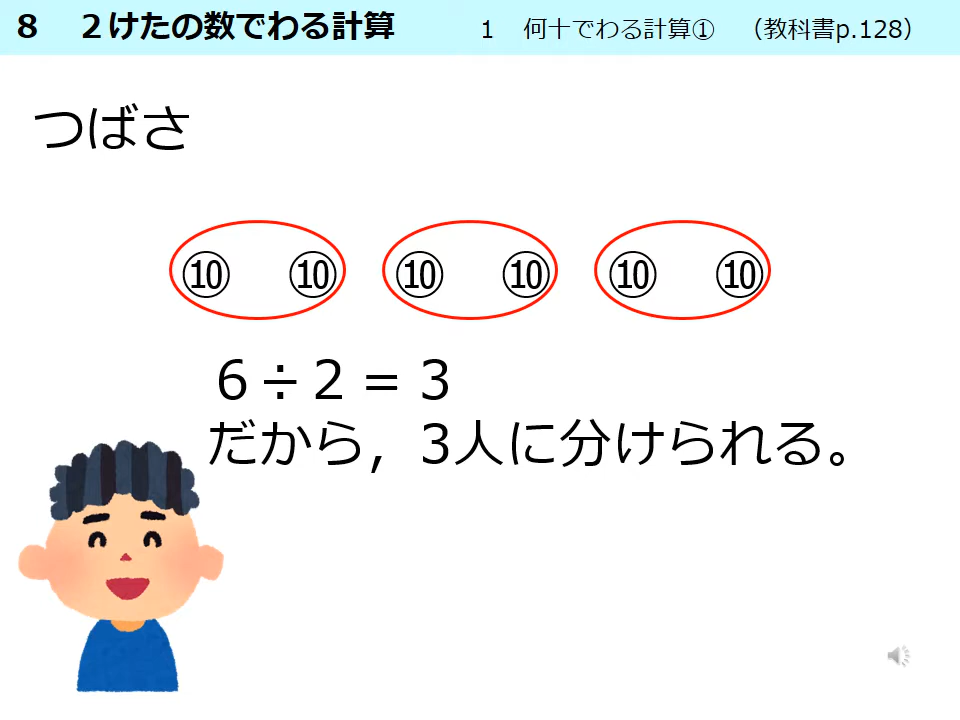 ８　２けたの数でわる計算　　1　何十でわる計算①　（教科書p.128）
つばさ
⑩　⑩　⑩　⑩　⑩　⑩
６÷２＝３
だから，3人に分けられる。